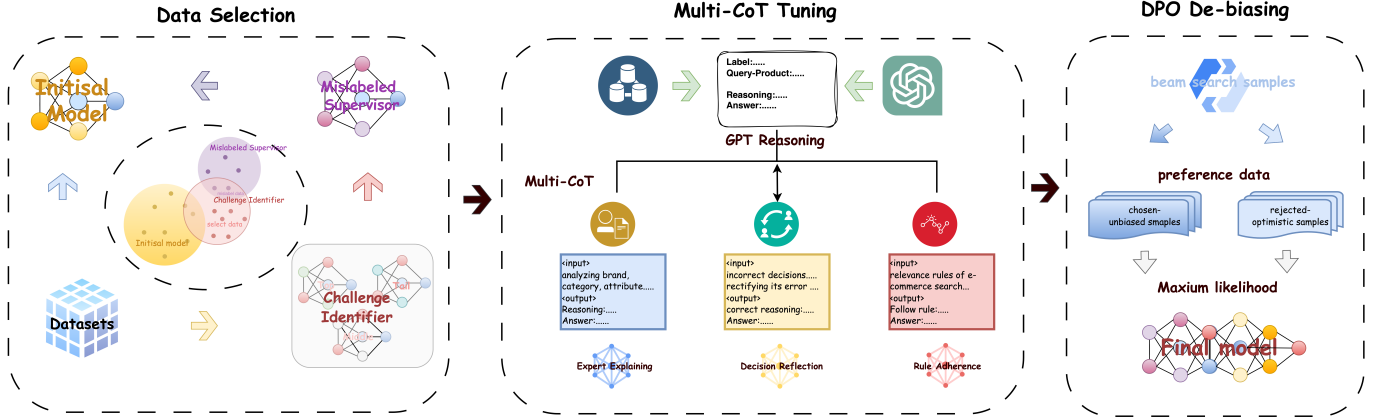 Data Selection
Initisal
Model
Mislabeled
Supervisor
Mislabeled Supervisor
Challenge Identifier
select data
Initisal model
Datasets
Challenge
Identifier
Multi-CoT Tuning
Label:.....
Query-Product:.....
Reasoning:.....
Answer:......
GPT Reasoning
Multi-CoT
<input>
analyzing brand,
category, attribute.....
<output>
Reasoning:.....
Answer:......
<input>
incorrect decisions.....
rectifying its error ....
<output>
correct reasoning:.....
Answer:......
<input>
relevance rules of e-
commerce search...
<output>
Follow rule:.....
Answer:......
Expert Explaining
Decision Reflection
Rule Adherence
DPO De-biasing
beam search samples
preference data
chosen-
unbiased smaples
rejected-
optimistic samples
Maxium likelihood
Final model